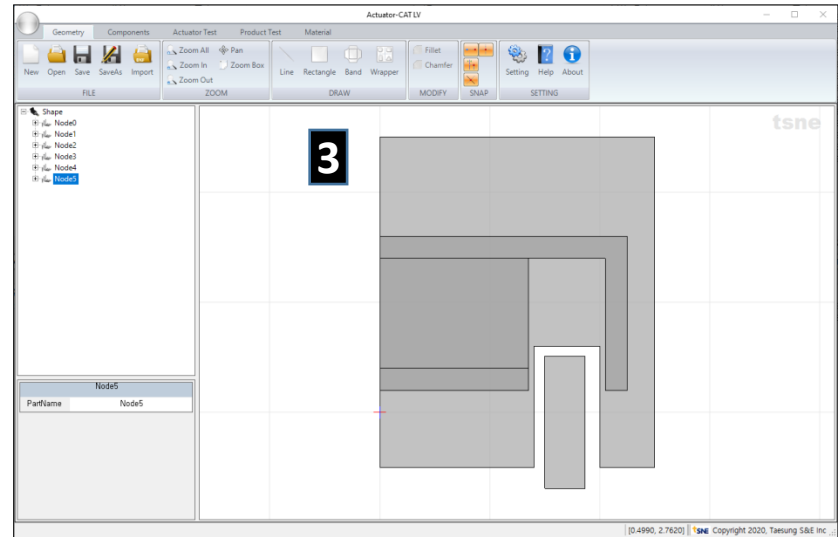 Actuator-CAT LV
Geometry Components Actuator Test Product Test Material
New Open Save SaveAs Import
Zoom All Pan
Zoom In Zoom Box
Zoom Out
Line Rectangle Band Wrapper
Fillet
Chamfer
Setting Help About
FILE ZOOM DRAW MODIFY SNAP SETTING
Shape
Node0
Node1
Node2
Node3
Node4
Node5
tsne
3
Node5
PartName Node5
[0.4990, 2.7620] tSNE Copyright 2020, Taesung S&E Inc